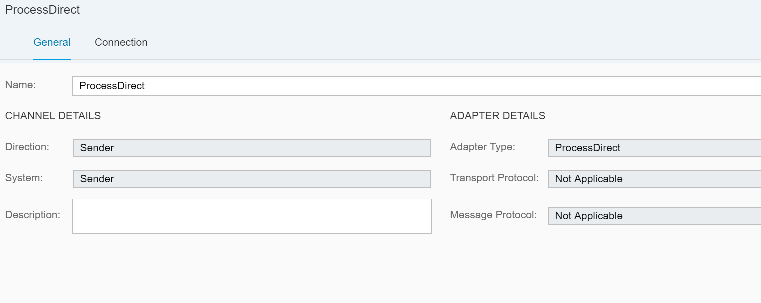 ProcessDirect
General Connection
Name: ProcessDirect
CHANNEL DETAILS ADAPTER DETAILS
Direction: Sender Adapter Type: ProcessDirect
System: Sender Transport Protocol: Not Applicable
Description: Message Protocol: Not Applicable